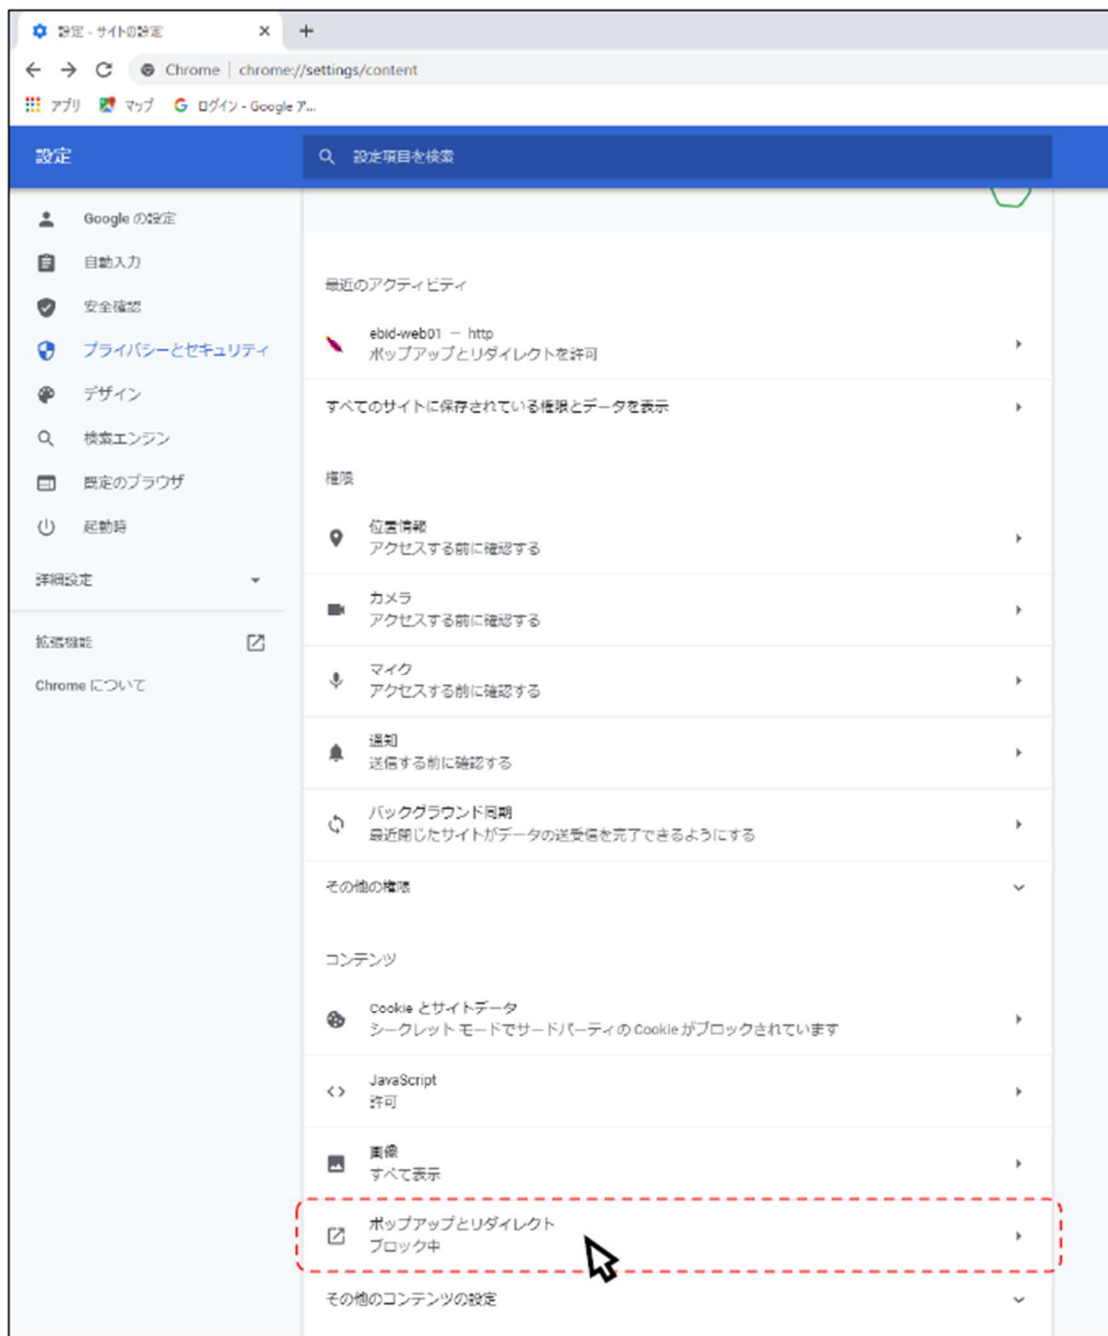 設定 - サイトの設定
Chrome | chrome://settings/content
アプリ マップ ログイン - Google ア...
設定
設定項目を検索
Google の設定
自動入力
安全確認
プライバシーとセキュリティ
デザイン
検索エンジン
既定のブラウザ
起動時
詳細設定
拡張機能
Chrome について
最近のアクティビティ
ebid-web01 － http
ポップアップとリダイレクトを許可
すべてのサイトに保存されている権限とデータを表示
権限
位置情報
アクセスする前に確認する
カメラ
アクセスする前に確認する
マイク
アクセスする前に確認する
通知
送信する前に確認する
バックグラウンド同期
最近閉じたサイトがデータの送受信を完了できるようにする
その他の権限
コンテンツ
Cookie とサイトデータ
シークレット モードでサードパーティの Cookie がブロックされています
JavaScript
許可
画像
すべて表示
ポップアップとリダイレクト
ブロック中
その他のコンテンツの設定